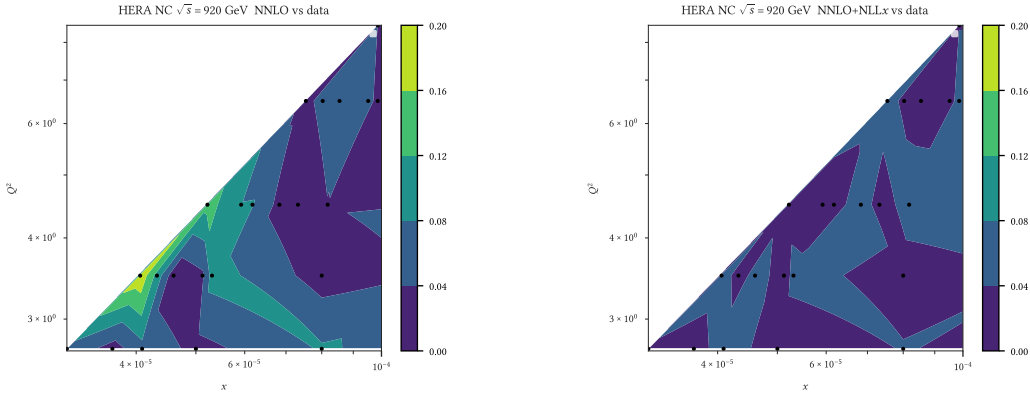 HERA NC √s = 920 GeV NNLO vs data
Q²
6 × 10⁰
4 × 10⁰
3 × 10⁰
4 × 10⁻⁵
6 × 10⁻⁵
10⁻⁴
x
0.20
0.16
0.12
0.08
0.04
0.00
HERA NC √s = 920 GeV NNLO+NLLx vs data
Q²
6 × 10⁰
4 × 10⁰
3 × 10⁰
4 × 10⁻⁵
6 × 10⁻⁵
10⁻⁴
x
0.20
0.16
0.12
0.08
0.04
0.00